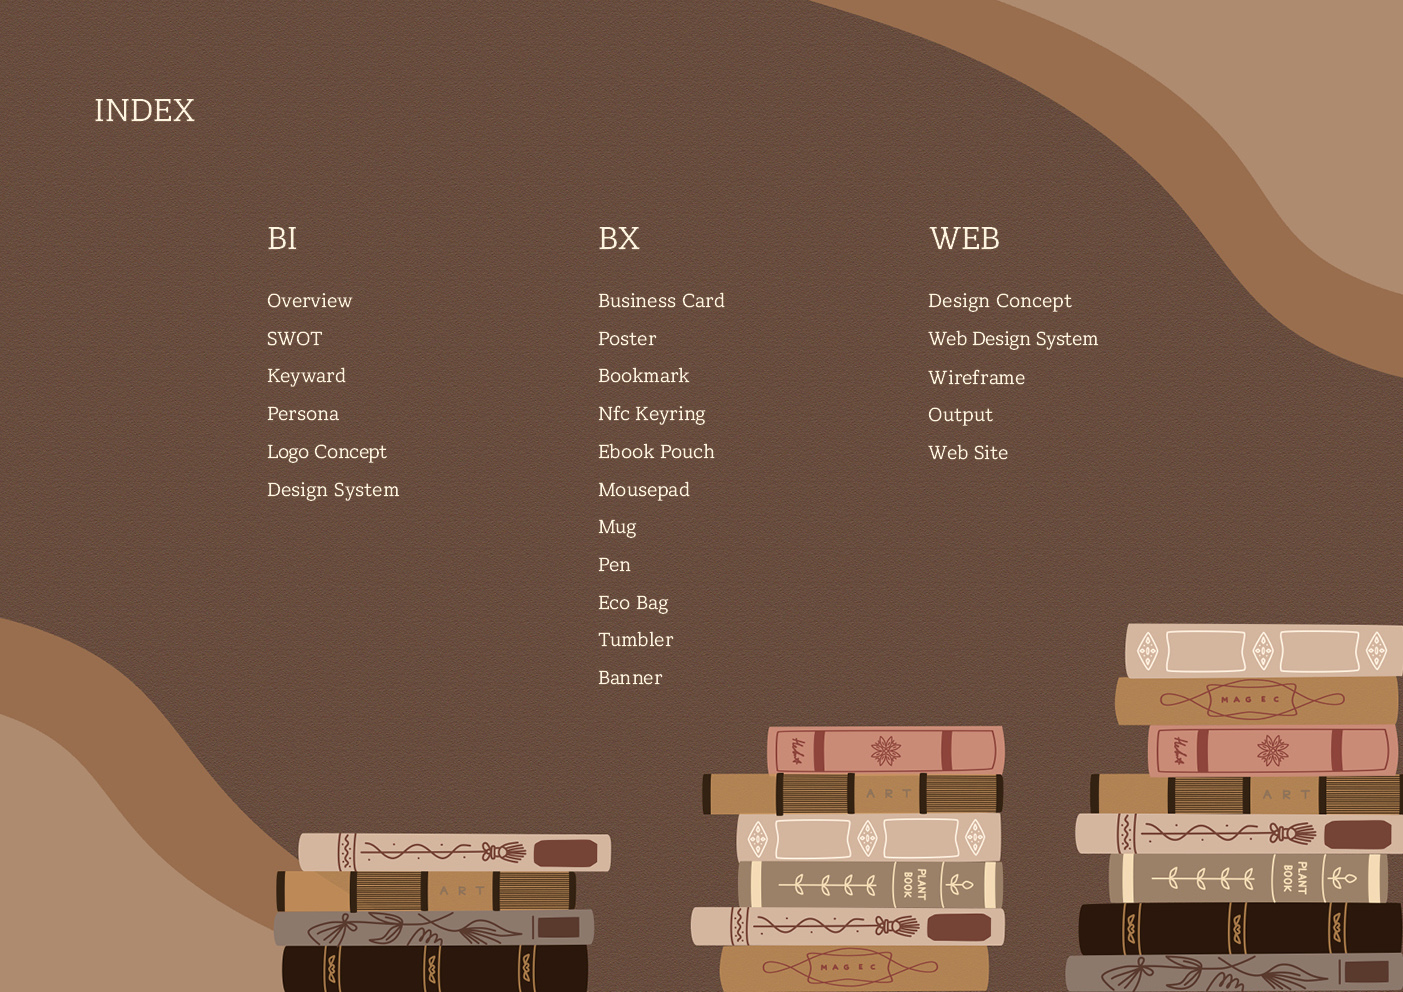 INDEX
BI
Overview
SWOT
Keyward
Persona
Logo Concept
Design System
BX
Business Card
Poster
Bookmark
Nfc Keyring
Ebook Pouch
Mousepad
Mug
Pen
Eco Bag
Tumbler
Banner
WEB
Design Concept
Web Design System
Wireframe
Output
Web Site
ART
ART
PLANT
BOOK
MAGEC
MAGEC
ART
PLANT
BOOK